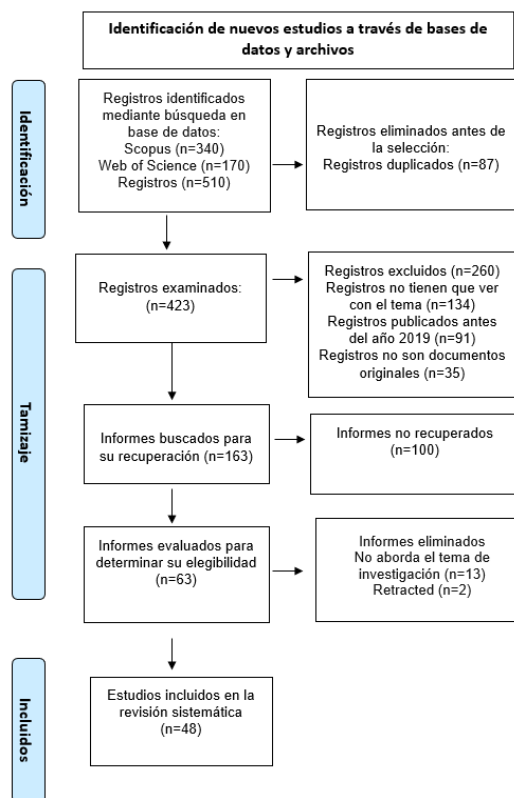 Identificación de nuevos estudios a través de bases de
datos y archivos
Identificación
Registros identificados
mediante búsqueda en
base de datos:
Scopus (n=340)
Web of Science (n=170)
Registros (n=510)
Registros eliminados antes de
la selección:
Registros duplicados (n=87)
Tamizaje
Registros examinados:
(n=423)
Registros excluidos (n=260)
Registros no tienen que ver
con el tema (n=134)
Registros publicados antes
del año 2019 (n=91)
Registros no son documentos
originales (n=35)
Informes buscados para
su recuperación (n=163)
Informes no recuperados
(n=100)
Informes evaluados para
determinar su elegibilidad
(n=63)
Informes eliminados
No aborda el tema de
investigación (n=13)
Retracted (n=2)
Incluidos
Estudios incluidos en la
revisión sistemática
(n=48)